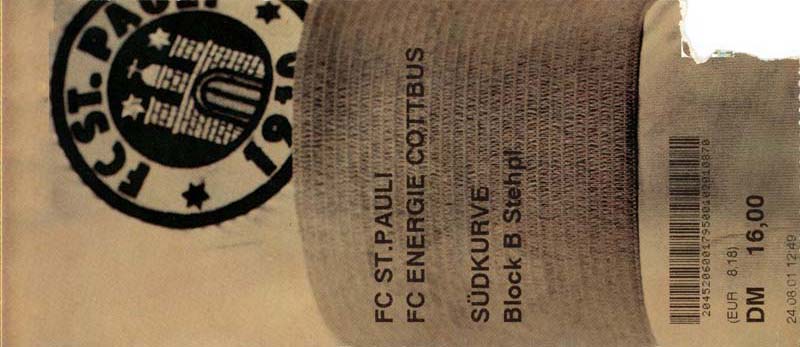 FC ST. PAULI
1910
FC ST.PAULI
FC ENERGIE COTTBUS
SÜDKURVE
Block B Stehpl.
(EUR 8.18)
DM 16,00
24.08.01 12:49